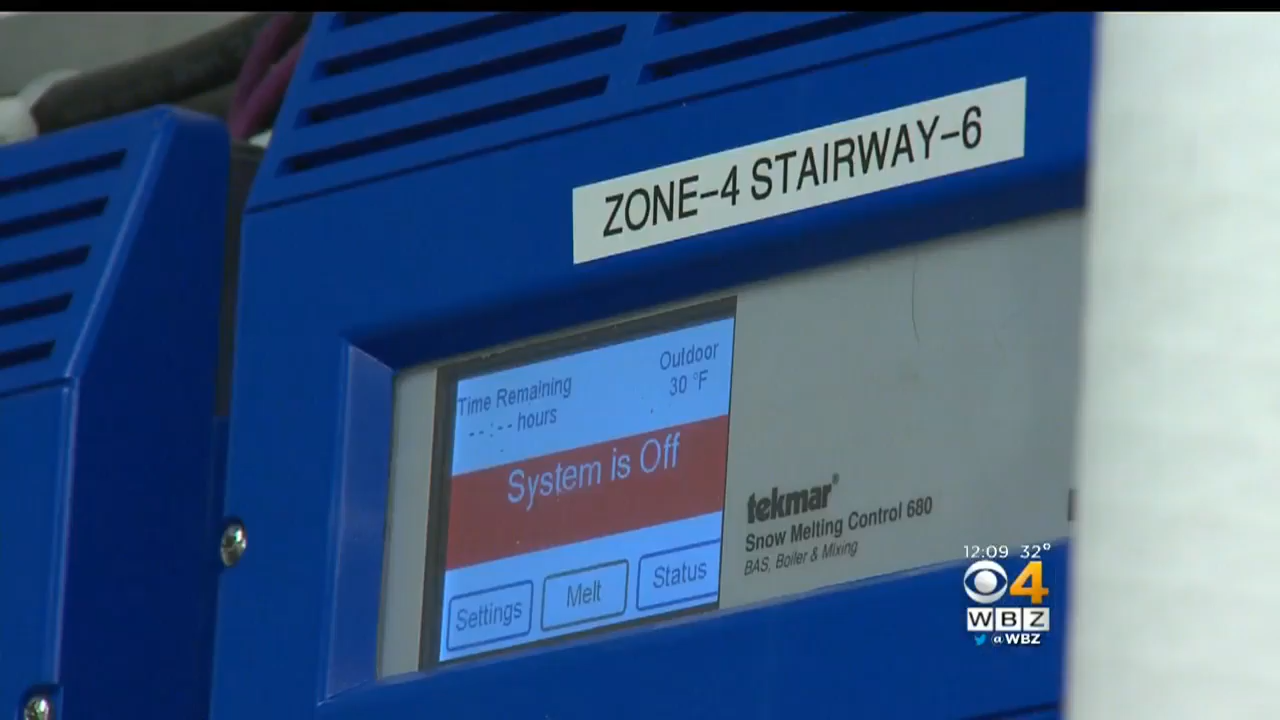 ZONE-4 STAIRWAY-6
Time Remaining
--:-- hours
Outdoor
30 °F
System is Off
Settings
Melt
Status
tekmar®
Snow Melting Control 680
BAS, Boiler & Mixing
12:09 32°
4
WBZ
@WBZ